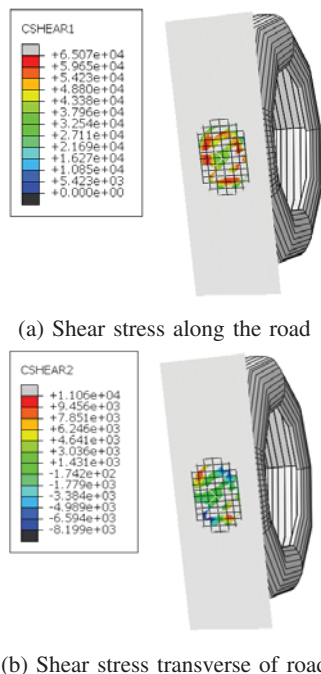 CSHEAR1
+6.507e+04
+5.965e+04
+5.423e+04
+4.880e+04
+4.338e+04
+3.796e+04
+3.254e+04
+2.711e+04
+2.169e+04
+1.627e+04
+1.085e+04
+5.423e+03
+0.000e+00
(a) Shear stress along the road
CSHEAR2
+1.106e+04
+9.456e+03
+7.851e+03
+6.246e+03
+4.641e+03
+3.036e+03
+1.431e+03
-1.742e+02
-1.779e+03
-3.384e+03
-4.989e+03
-6.594e+03
-8.199e+03
(b) Shear stress transverse of road